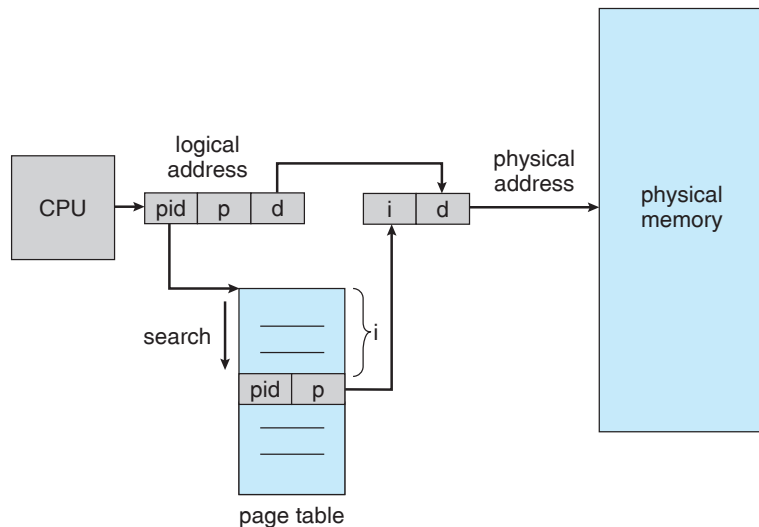 logical
address
physical
address
CPU
pid p d
i d
physical
memory
search
i
pid p
page table